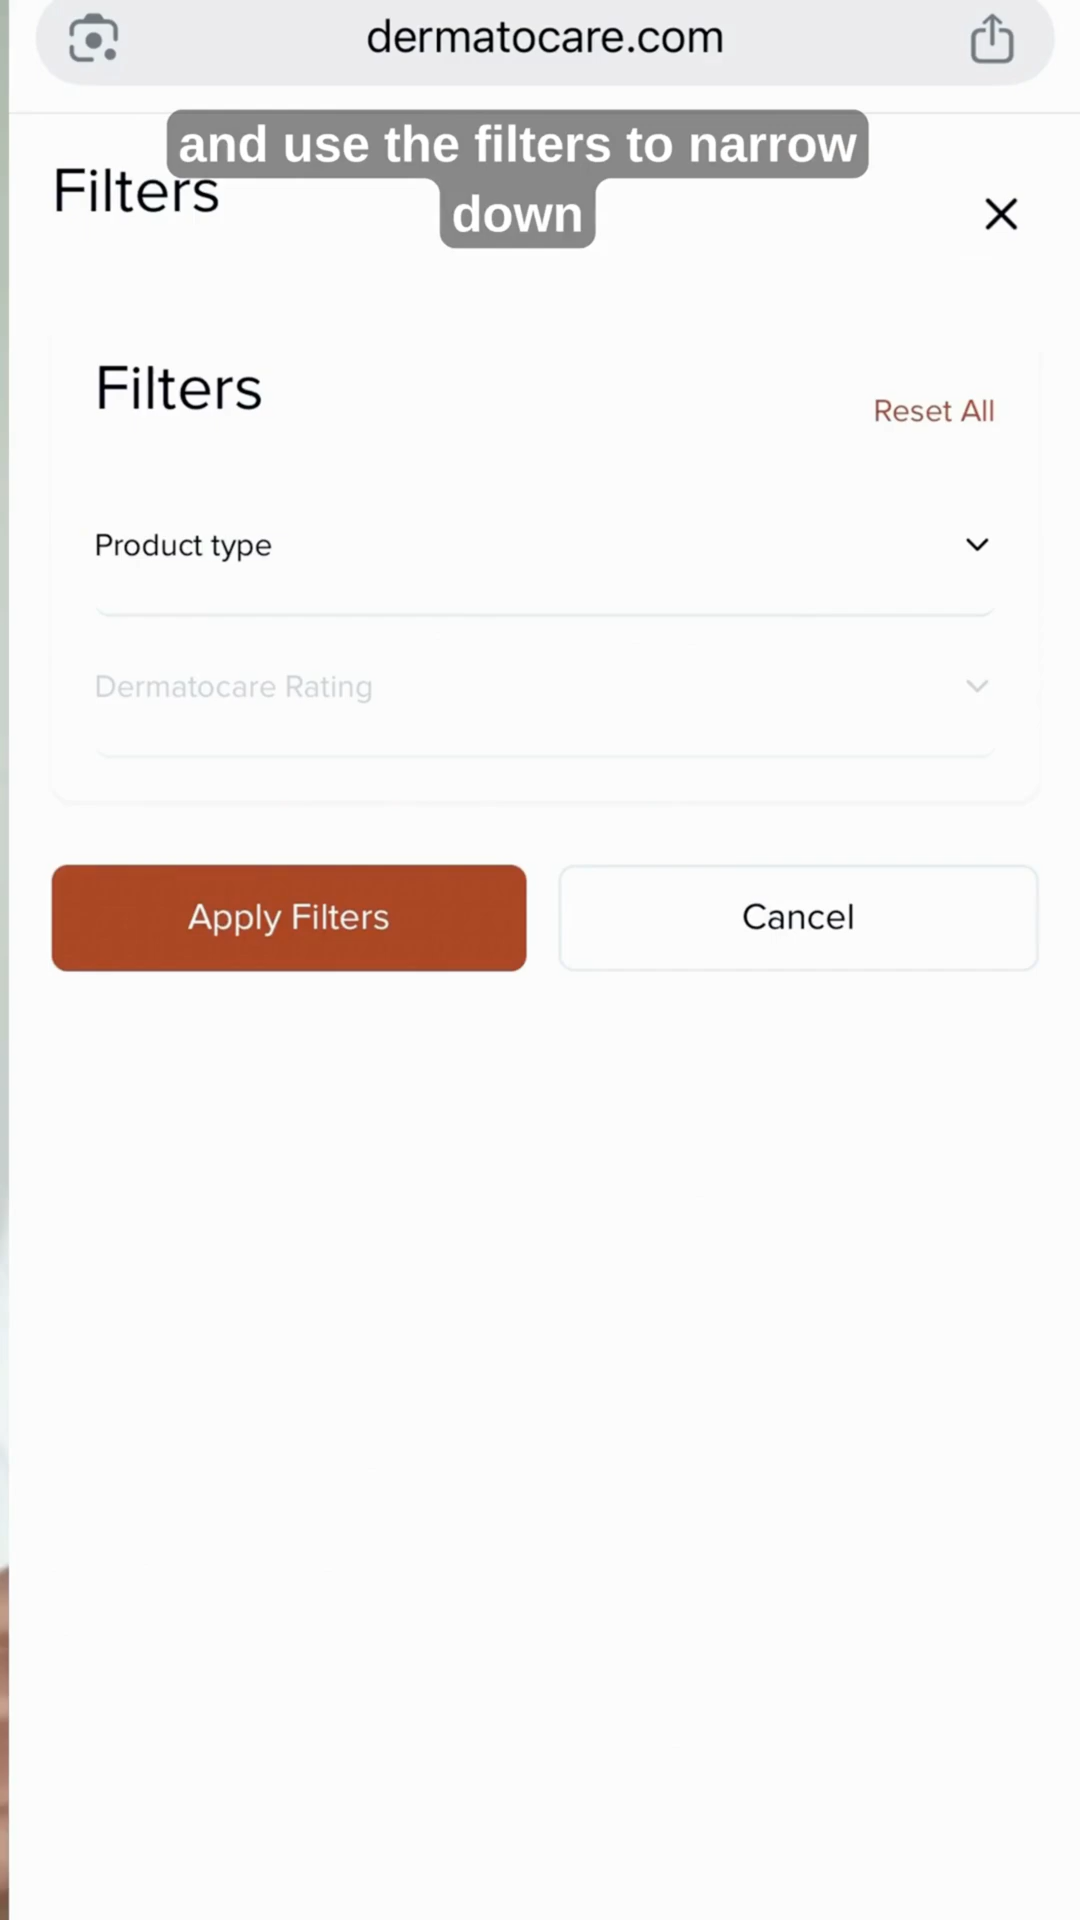 dermatocare.com
and use the filters to narrow
down
Filters
Filters
Reset All
Product type
Dermatocare Rating
Apply Filters
Cancel